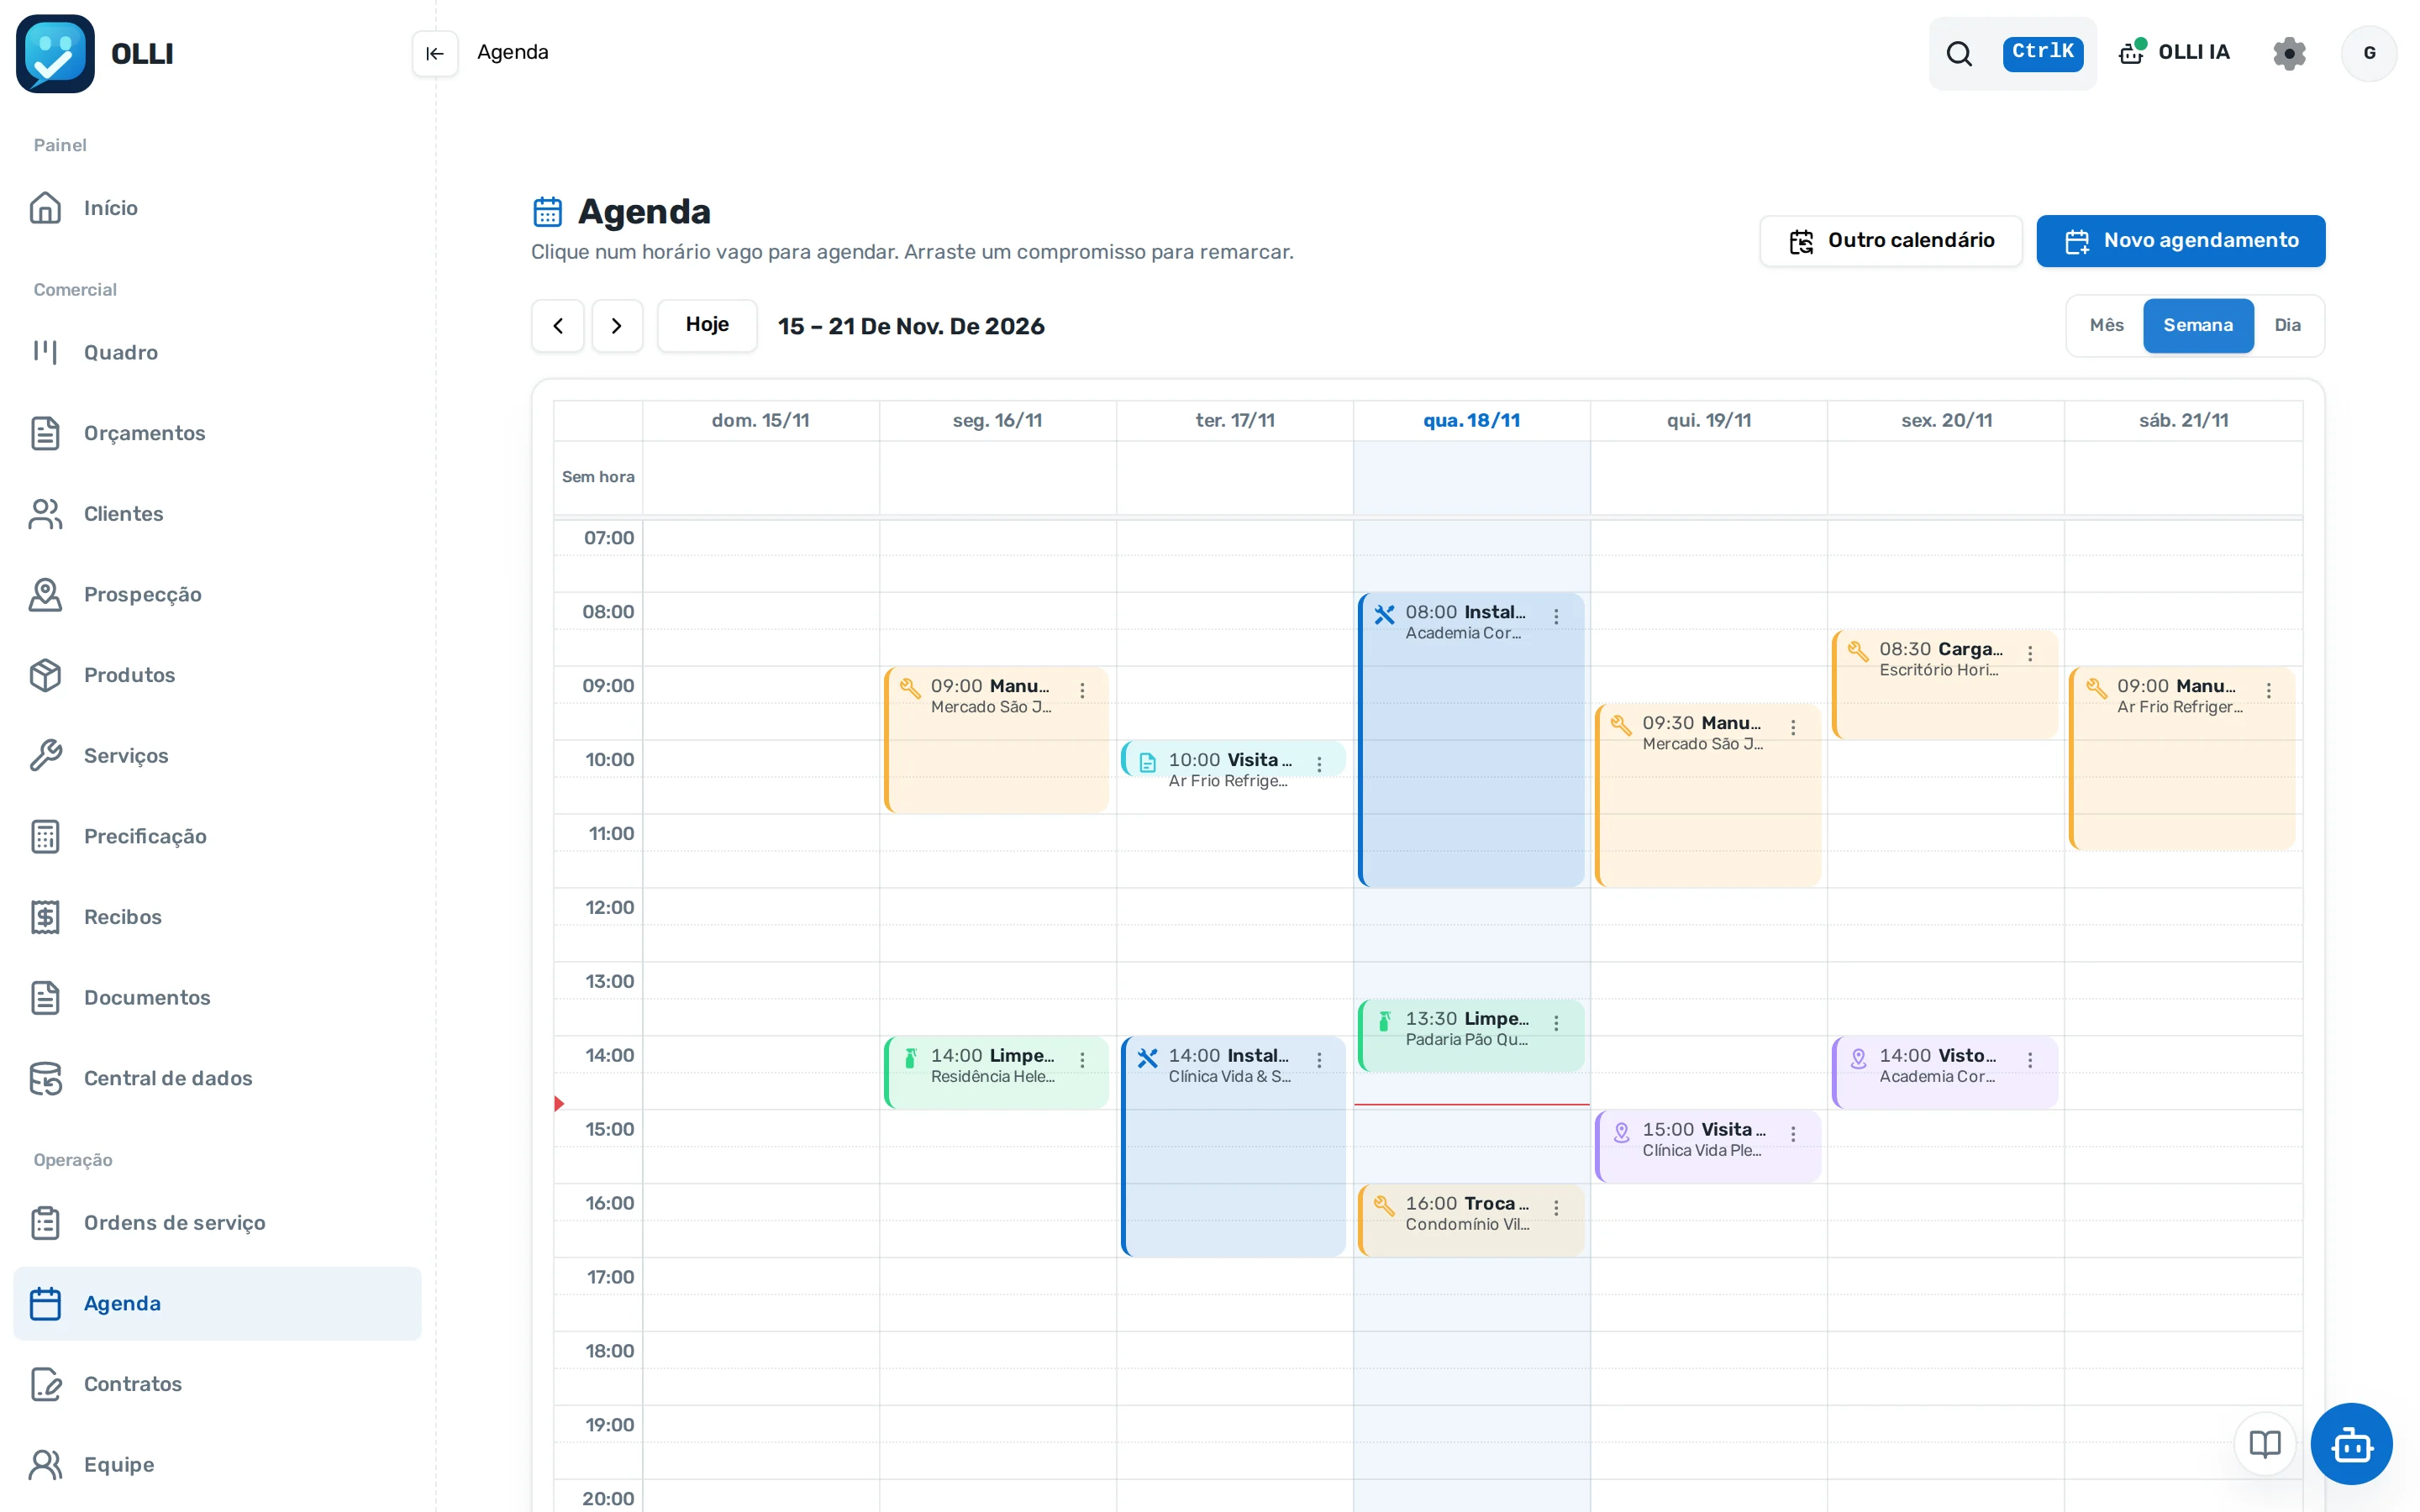 OLLI
Agenda
CtrlK
OLLI IA
G
Painel
Início
Comercial
Quadro
Orçamentos
Clientes
Prospecção
Produtos
Serviços
Precificação
Recibos
Documentos
Central de dados
Operação
Ordens de serviço
Agenda
Contratos
Equipe
Agenda
Clique num horário vago para agendar. Arraste um compromisso para remarcar.
Outro calendário
Novo agendamento
Hoje
15 – 21 De Nov. De 2026
Mês
Semana
Dia
dom. 15/11
seg. 16/11
ter. 17/11
qua. 18/11
qui. 19/11
sex. 20/11
sáb. 21/11
Sem hora
07:00
08:00
09:00
10:00
11:00
12:00
13:00
14:00
15:00
16:00
17:00
18:00
19:00
20:00
09:00 Manu...
Mercado São J...
14:00 Limpe...
Residência Hele...
10:00 Visita ...
Ar Frio Refrige...
14:00 Instal...
Clínica Vida & S...
08:00 Instal...
Academia Cor...
13:30 Limpe...
Padaria Pão Qu...
16:00 Troca ...
Condomínio Vil...
09:30 Manu...
Mercado São J...
15:00 Visita ...
Clínica Vida Ple...
08:30 Carga...
Escritório Hori...
14:00 Visto...
Academia Cor...
09:00 Manu...
Ar Frio Refriger...